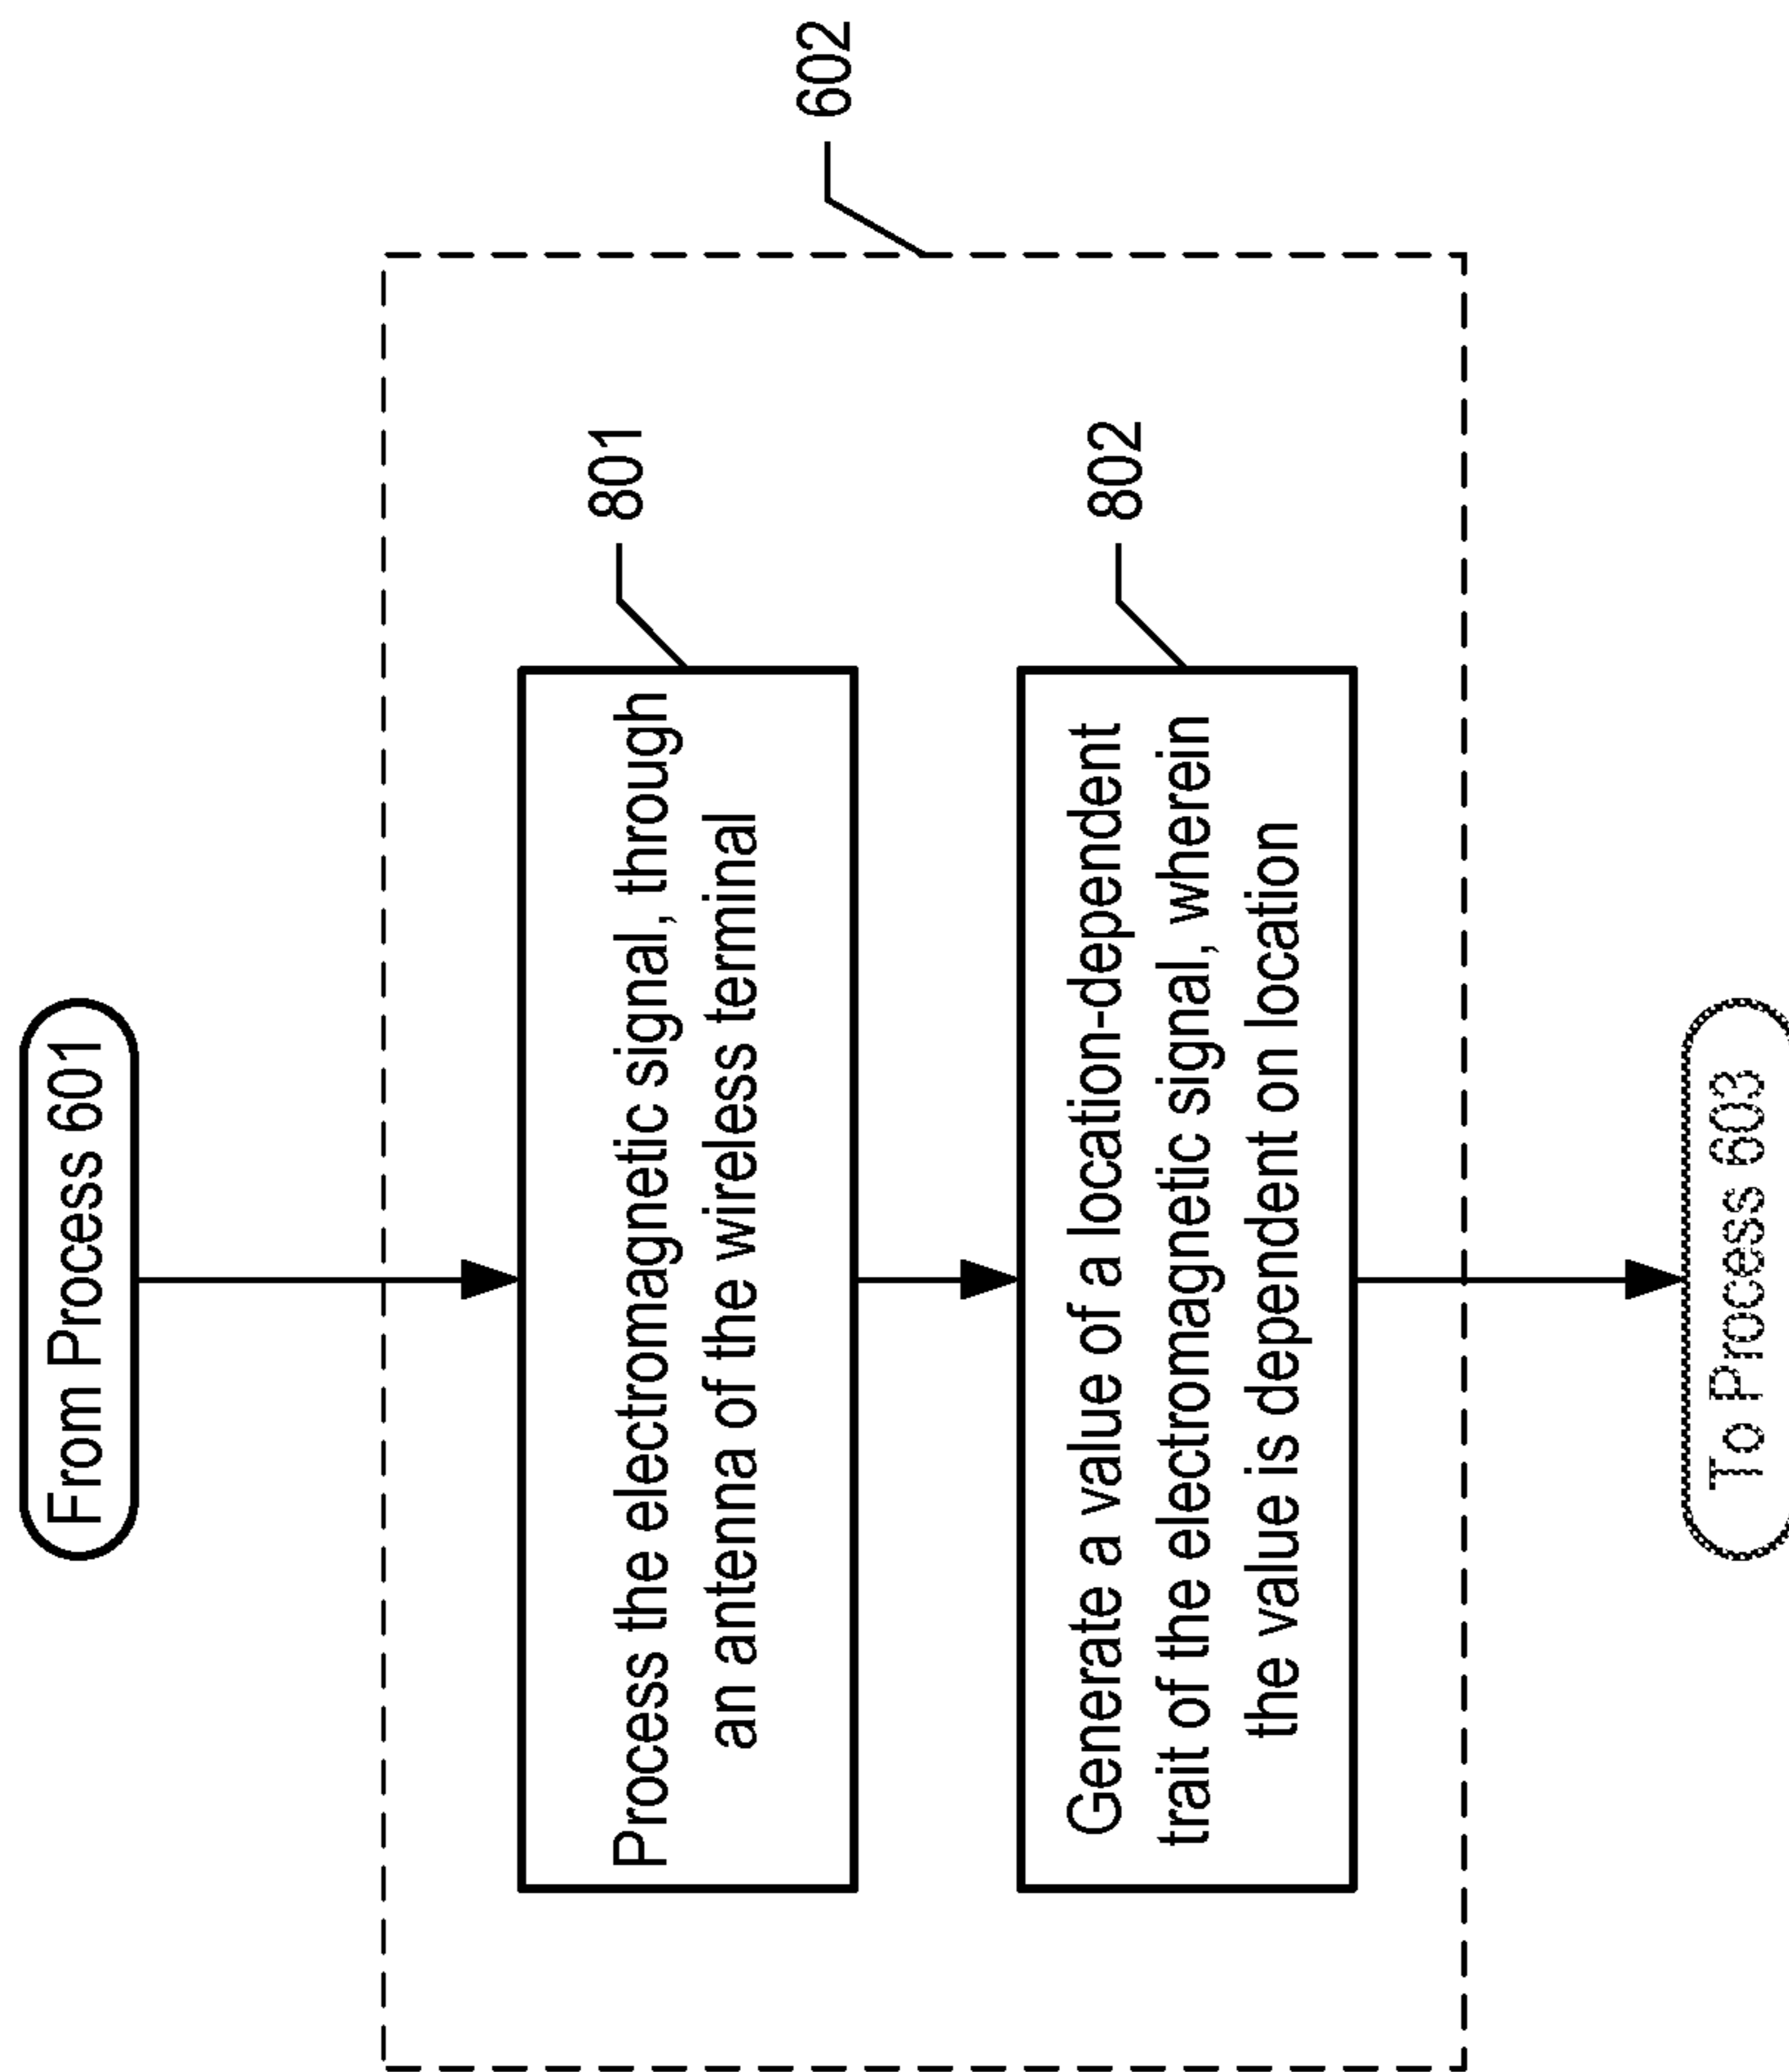 From Process 601
602
801
Process the electromagnetic signal, through
an antenna of the wireless terminal
802
Generate a value of a location-dependent
trait of the electromagnetic signal, wherein
the value is dependent on location
To Process 603